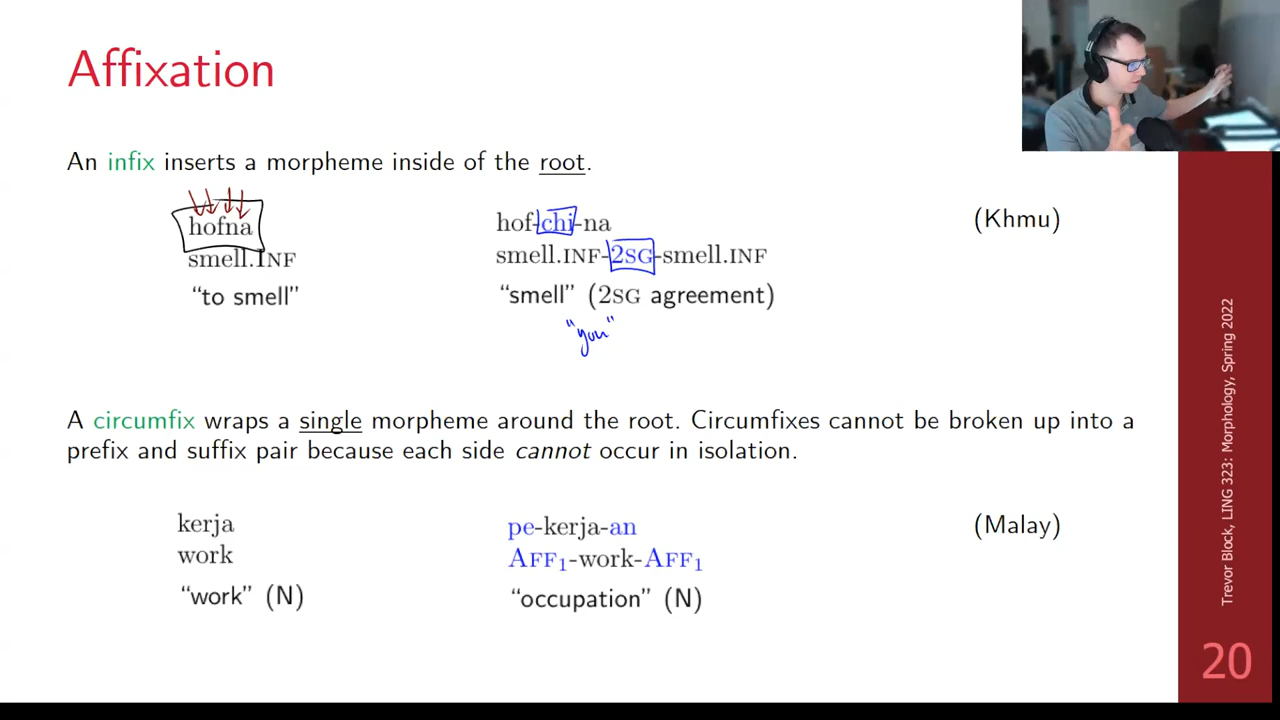 Affixation
An infix inserts a morpheme inside of the root.
hofna
smell.INF
“to smell”
hof-chi-na
smell.INF-2SG-smell.INF
“smell” (2SG agreement)
"you"
(Khmu)
A circumfix wraps a single morpheme around the root. Circumfixes cannot be broken up into a
prefix and suffix pair because each side cannot occur in isolation.
kerja
work
“work” (N)
pe-kerja-an
AFF1-work-AFF1
“occupation” (N)
(Malay)
Trevor Block, LING 323: Morphology, Spring 2022
20